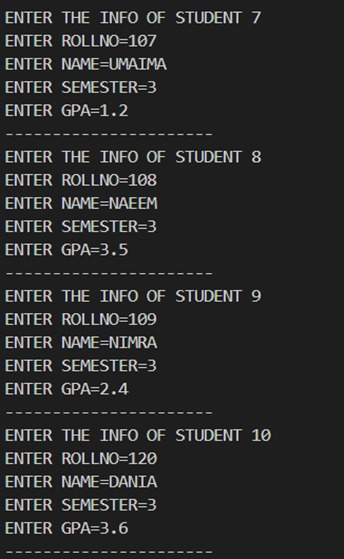 ENTER THE INFO OF STUDENT 7
ENTER ROLLNO=107
ENTER NAME=UMAIMA
ENTER SEMESTER=3
ENTER GPA=1.2
----------------------
ENTER THE INFO OF STUDENT 8
ENTER ROLLNO=108
ENTER NAME=NAEEM
ENTER SEMESTER=3
ENTER GPA=3.5
----------------------
ENTER THE INFO OF STUDENT 9
ENTER ROLLNO=109
ENTER NAME=NIMRA
ENTER SEMESTER=3
ENTER GPA=2.4
----------------------
ENTER THE INFO OF STUDENT 10
ENTER ROLLNO=120
ENTER NAME=DANIA
ENTER SEMESTER=3
ENTER GPA=3.6
----------------------